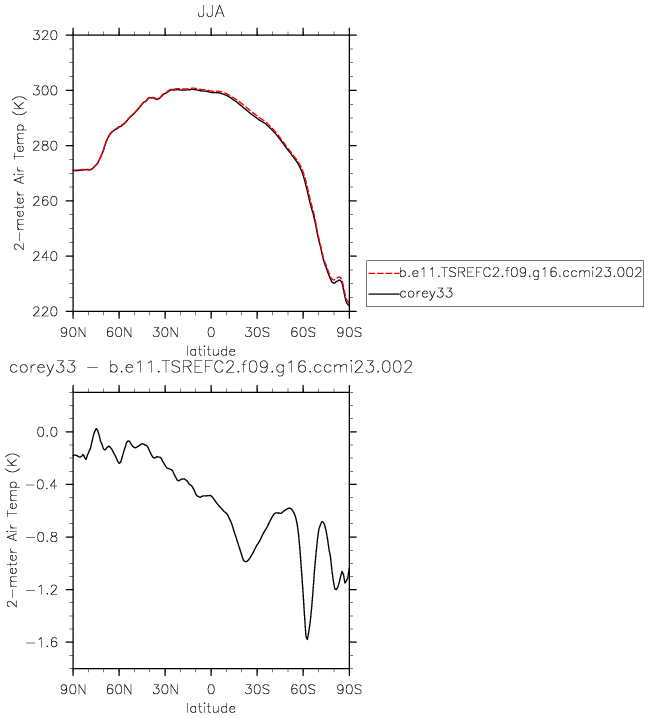 JJA
320
300
280
260
240
220
2-meter Air Temp (K)
90N 60N 30N 0 30S 60S 90S
latitude
b.e11.TSREFC2.f09.g16.ccmi23.002
corey33
corey33 - b.e11.TSREFC2.f09.g16.ccmi23.002
0.0
-0.4
-0.8
-1.2
-1.6
2-meter Air Temp (K)
90N 60N 30N 0 30S 60S 90S
latitude